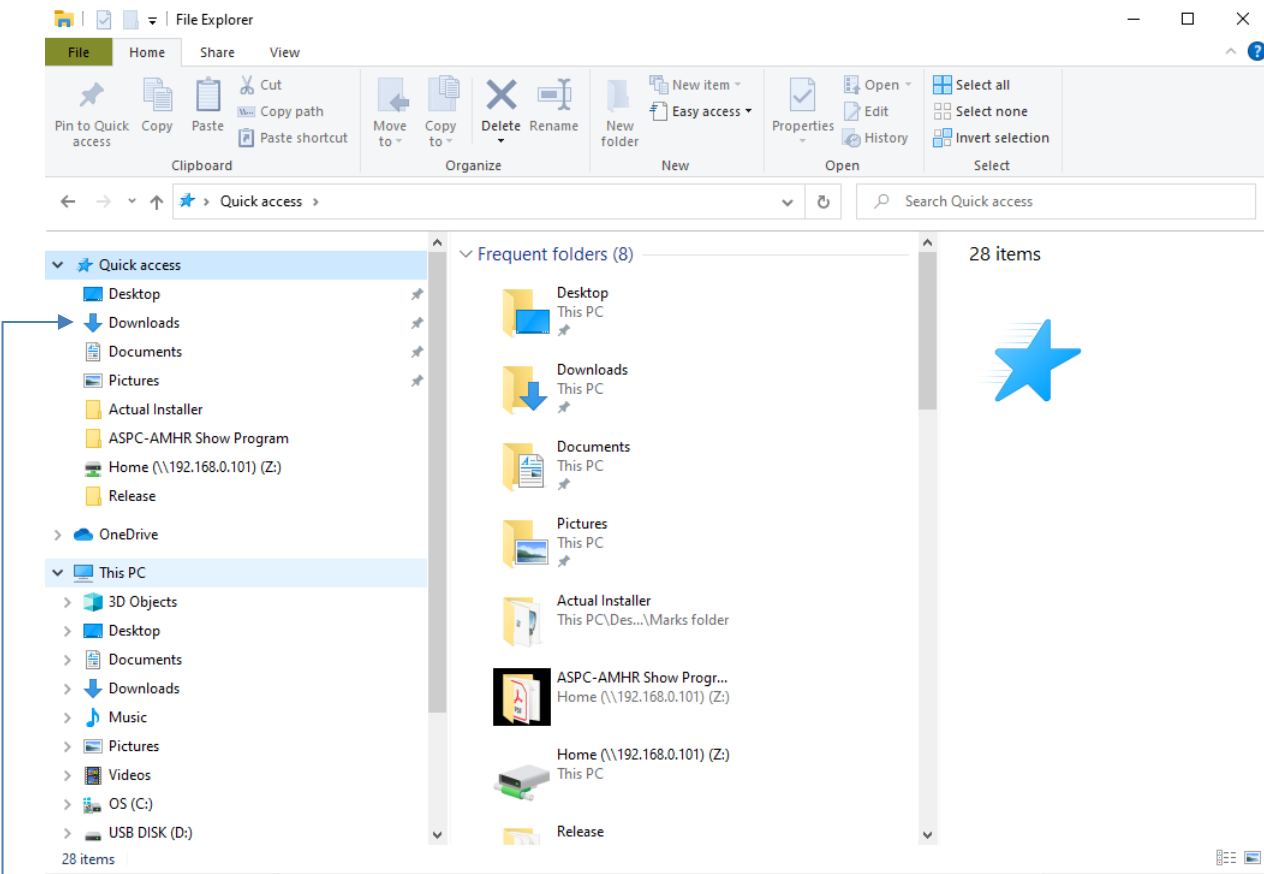 File Explorer
File Home Share View
Pin to Quick access
Copy
Paste
Cut
Copy path
Paste shortcut
Clipboard
Move to
Copy to
Delete
Rename
Organize
New folder
New item
Easy access
New
Properties
Open
Edit
History
Open
Select all
Select none
Invert selection
Select
Quick access
Search Quick access
Quick access
Desktop
Downloads
Documents
Pictures
Actual Installer
ASPC-AMHR Show Program
Home (\\192.168.0.101) (Z:)
Release
OneDrive
This PC
3D Objects
Desktop
Documents
Downloads
Music
Pictures
Videos
OS (C:)
USB DISK (D:)
Frequent folders (8)
Desktop
This PC
Downloads
This PC
Documents
This PC
Pictures
This PC
Actual Installer
This PC\Des...\Marks folder
ASPC-AMHR Show Progr...
Home (\\192.168.0.101) (Z:)
Home (\\192.168.0.101) (Z:)
This PC
Release
28 items
28 items